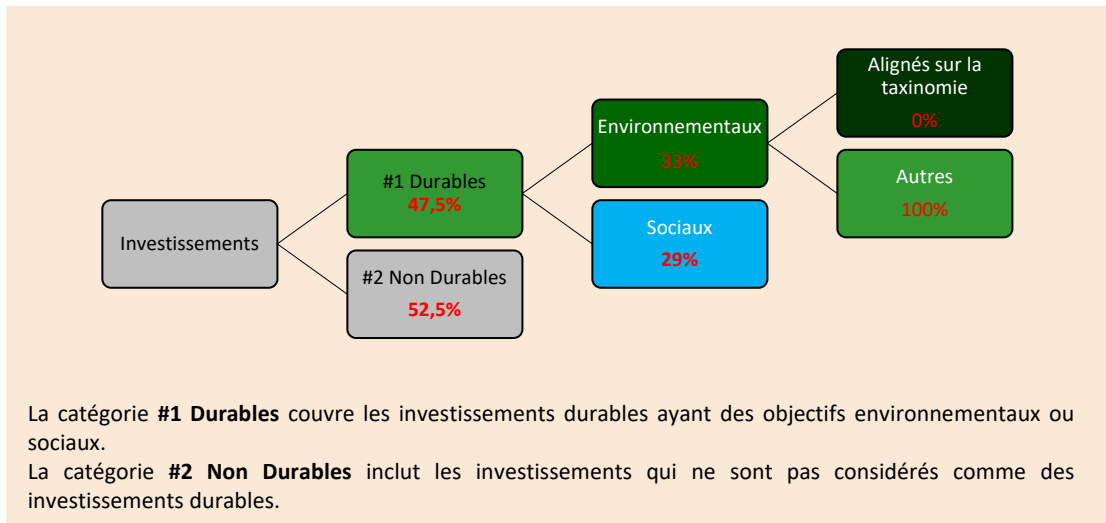 Investissements
#1 Durables
47,5%
#2 Non Durables
52,5%
Environnementaux
33%
Sociaux
29%
Alignés sur la
taxinomie
0%
Autres
100%
La catégorie #1 Durables couvre les investissements durables ayant des objectifs environnementaux ou
sociaux.
La catégorie #2 Non Durables inclut les investissements qui ne sont pas considérés comme des
investissements durables.